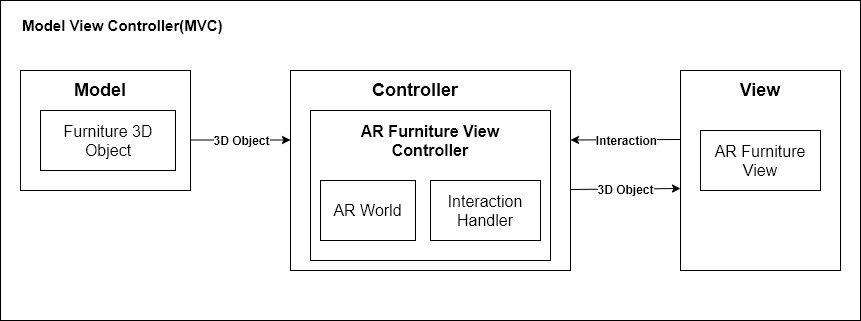 Model View Controller(MVC)
Model
Furniture 3D
Object
3D Object
Controller
AR Furniture View
Controller
AR World
Interaction
Handler
Interaction
3D Object
View
AR Furniture
View